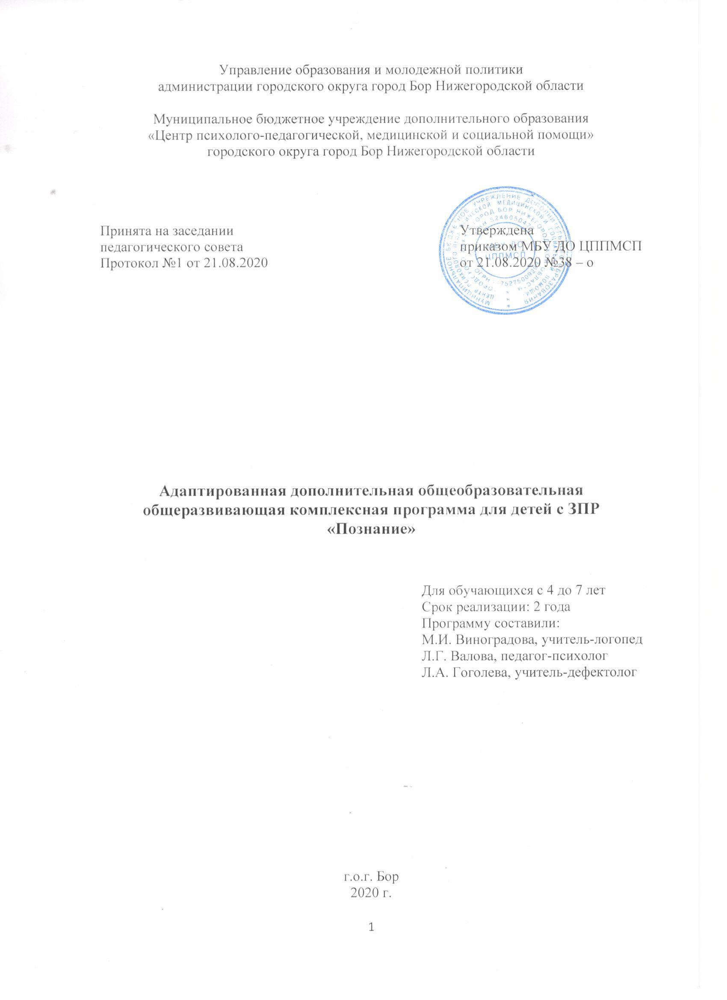 Управление образования и молодежной политики
администрации городского округа город Бор Нижегородской области
Муниципальное бюджетное учреждение дополнительного образования
«Центр психолого-педагогической, медицинской и социальной помощи»
городского округа город Бор Нижегородской области
Принята на заседании
педагогического совета
Протокол №1 от 21.08.2020
Утверждена
приказом МБУ ДО ЦППМСП
от 21.08.2020 №38 – о
МБУ ДО
ЦППМСП
Адаптированная дополнительная общеобразовательная
общеразвивающая комплексная программа для детей с ЗПР
«Познание»
Для обучающихся с 4 до 7 лет
Срок реализации: 2 года
Программу составили:
М.И. Виноградова, учитель-логопед
Л.Г. Валова, педагог-психолог
Л.А. Гоголева, учитель-дефектолог
г.о.г. Бор
2020 г.
1